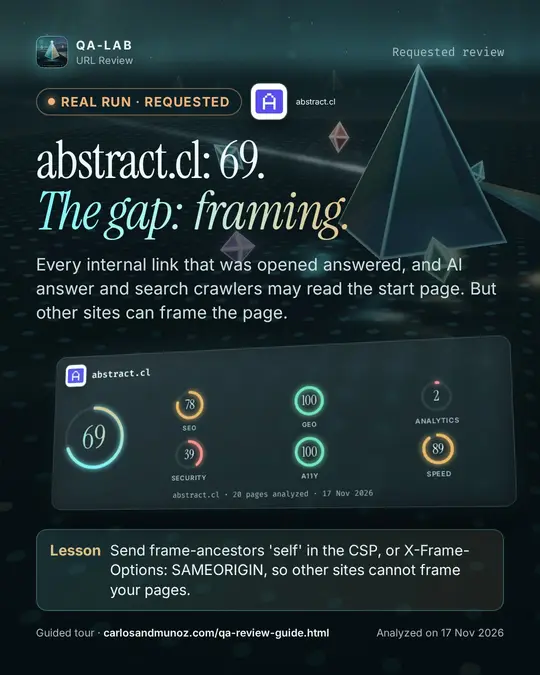 QA-LAB
URL Review
Requested review
REAL RUN · REQUESTED
abstract.cl
abstract.cl: 69.
The gap: framing.
Every internal link that was opened answered, and AI
answer and search crawlers may read the start page. But
other sites can frame the page.
abstract.cl
69
78
SEO
100
GEO
2
ANALYTICS
39
SECURITY
100
A11Y
89
SPEED
abstract.cl · 20 pages analyzed · 17 Nov 2026
Lesson
Send frame-ancestors 'self' in the CSP, or X-Frame-
Options: SAMEORIGIN, so other sites cannot frame
your pages.
Guided tour · carlosandmunoz.com/qa-review-guide.html
Analyzed on 17 Nov 2026